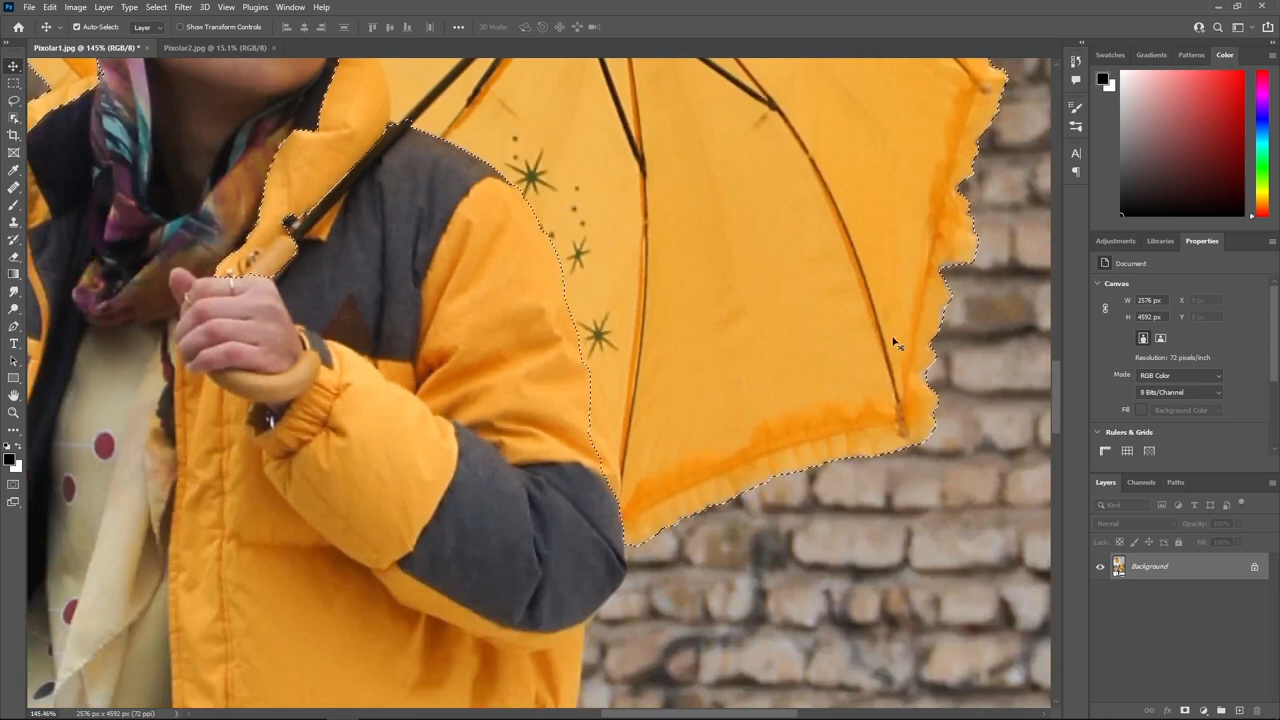 Ps File Edit Image Layer Type Select Filter 3D View Plugins Window Help
Auto-Select: Layer Show Transform Controls ••• 3D Mode:
Pixolar1.jpg @ 145% (RGB/8) * × Pixolar2.jpg @ 15.1% (RGB/8) ×
Swatches Gradients Patterns Color
Adjustments Libraries Properties
Document
Canvas
W 2576 px X 0 px
H 4592 px Y 0 px
Resolution: 72 pixels/inch
Mode RGB Color
8 Bits/Channel
Fill Background Color
Rulers & Grids
Layers Channels Paths
Kind
Normal Opacity: 100%
Lock: Fill: 100%
Background
145.46% 2576 px x 4592 px (72 ppi)